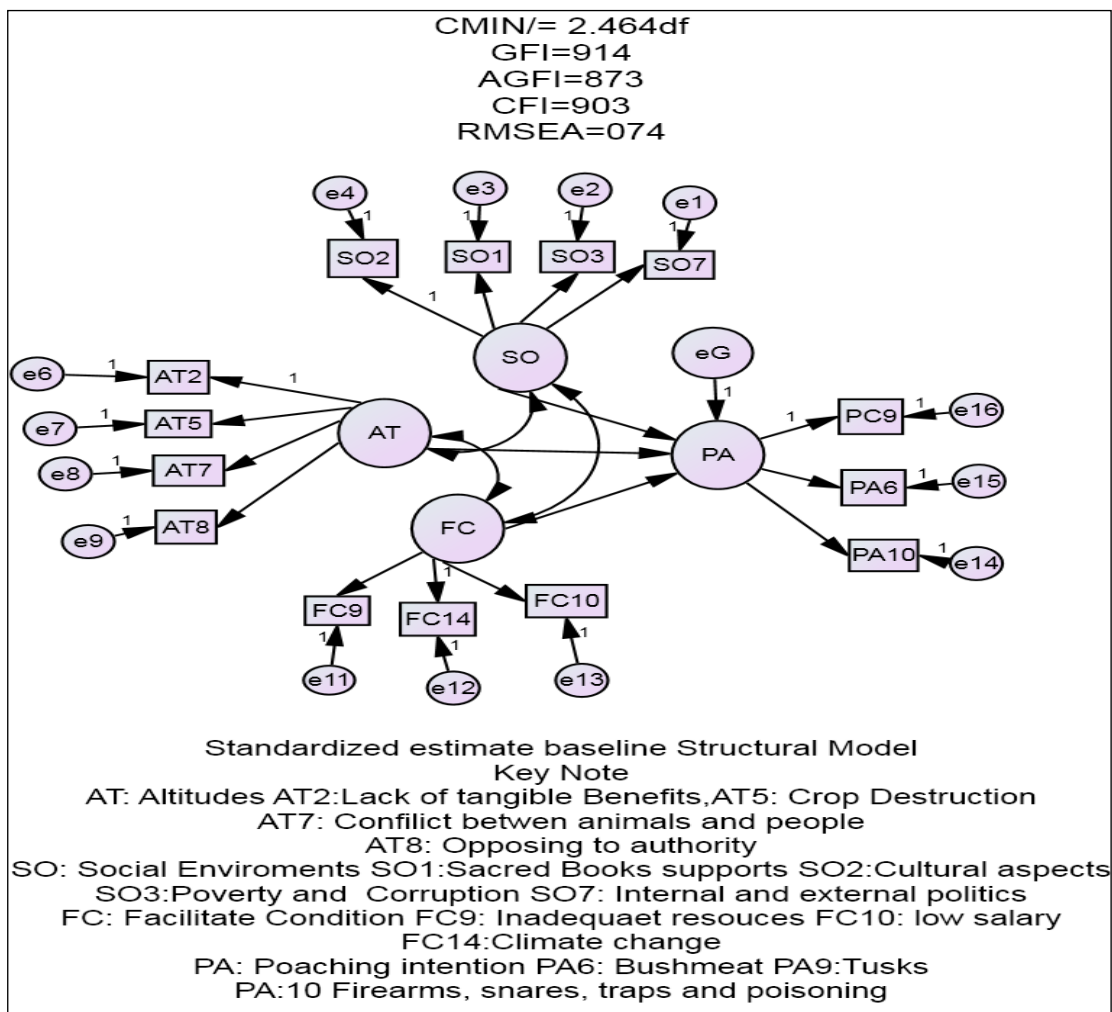 CMIN/= 2.464df
GFI=914
AGFI=873
CFI=903
RMSEA=074
e4
e3
e2
e1
1
1
1
1
SO2
SO1
SO3
SO7
1
SO
eG
1
e6
1
AT2
1
e7
1
AT5
AT
e8
1
AT7
e9
1
AT8
PA
1
PC9
1
e16
PA6
1
e15
PA10
1
e14
FC
1
FC9
FC14
FC10
1
1
1
e11
e12
e13
Standardized estimate baseline Structural Model
Key Note
AT: Altitudes AT2:Lack of tangible Benefits,AT5: Crop Destruction
AT7: Confilict betwen animals and people
AT8: Opposing to authority
SO: Social Enviroments SO1:Sacred Books supports SO2:Cultural aspects
SO3:Poverty and Corruption SO7: Internal and external politics
FC: Facilitate Condition FC9: Inadequaet resouces FC10: low salary
FC14:Climate change
PA: Poaching intention PA6: Bushmeat PA9:Tusks
PA:10 Firearms, snares, traps and poisoning